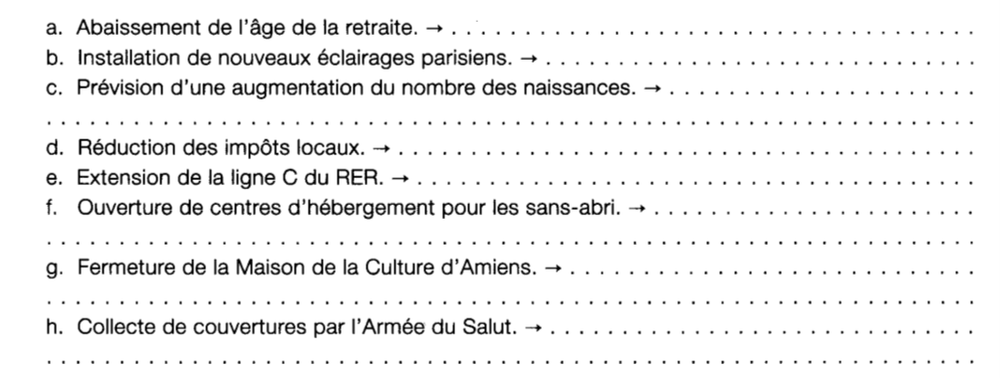 a. Abaissement de l'âge de la retraite. → . . . . . . . . . . . . . . . . . . . . . . . . . . . . . . . . . . . . .
b. Installation de nouveaux éclairages parisiens. → . . . . . . . . . . . . . . . . . . . . . . . . . . . . . .
c. Prévision d'une augmentation du nombre des naissances. → . . . . . . . . . . . . . . . . . . . . . .
. . . . . . . . . . . . . . . . . . . . . . . . . . . . . . . . . . . . . . . . . . . . . . . . . . . . . . . . . . . . . . . . .
d. Réduction des impôts locaux. → . . . . . . . . . . . . . . . . . . . . . . . . . . . . . . . . . . . . . . . .
e. Extension de la ligne C du RER. → . . . . . . . . . . . . . . . . . . . . . . . . . . . . . . . . . . . . . . .
f. Ouverture de centres d'hébergement pour les sans-abri. → . . . . . . . . . . . . . . . . . . . . . . .
. . . . . . . . . . . . . . . . . . . . . . . . . . . . . . . . . . . . . . . . . . . . . . . . . . . . . . . . . . . . . . . . .
g. Fermeture de la Maison de la Culture d'Amiens. → . . . . . . . . . . . . . . . . . . . . . . . . . . . . .
. . . . . . . . . . . . . . . . . . . . . . . . . . . . . . . . . . . . . . . . . . . . . . . . . . . . . . . . . . . . . . . . .
h. Collecte de couvertures par l'Armée du Salut. → . . . . . . . . . . . . . . . . . . . . . . . . . . . . . .
. . . . . . . . . . . . . . . . . . . . . . . . . . . . . . . . . . . . . . . . . . . . . . . . . . . . . . . . . . . . . . . . .